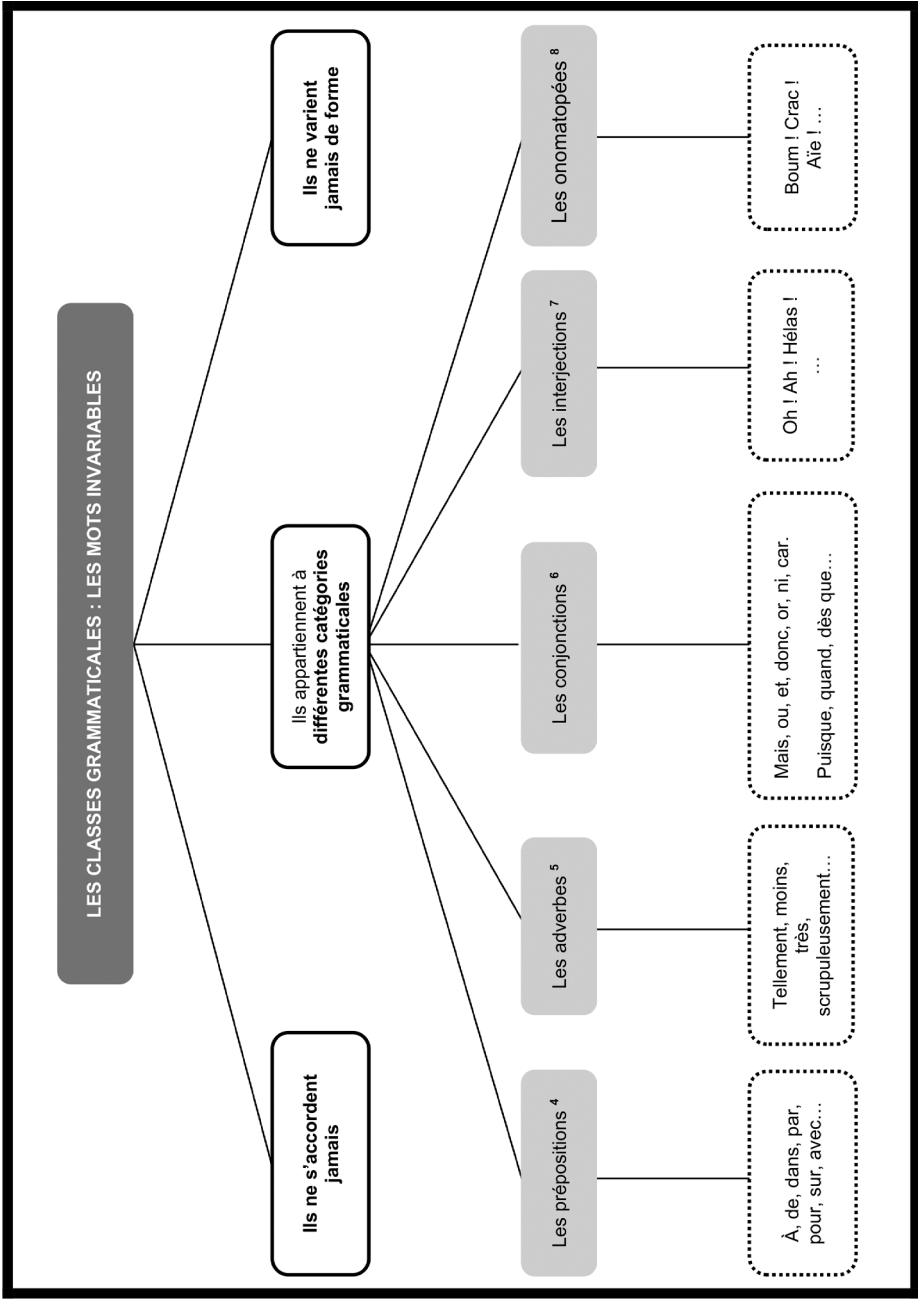 LES CLASSES GRAMMATICALES : LES MOTS INVARIABLES
Ils ne s’accordent
jamais
Ils appartiennent à
différentes catégories
grammaticales
Ils ne varient
jamais de forme
Les prépositions ⁴
Les adverbes ⁵
Les conjonctions ⁶
Les interjections ⁷
Les onomatopées ⁸
À, de, dans, par,
pour, sur, avec…
Tellement, moins,
très,
scrupuleusement…
Mais, ou, et, donc, or, ni, car.
Puisque, quand, dès que…
Oh ! Ah ! Hélas !
…
Boum ! Crac !
Aïe ! …